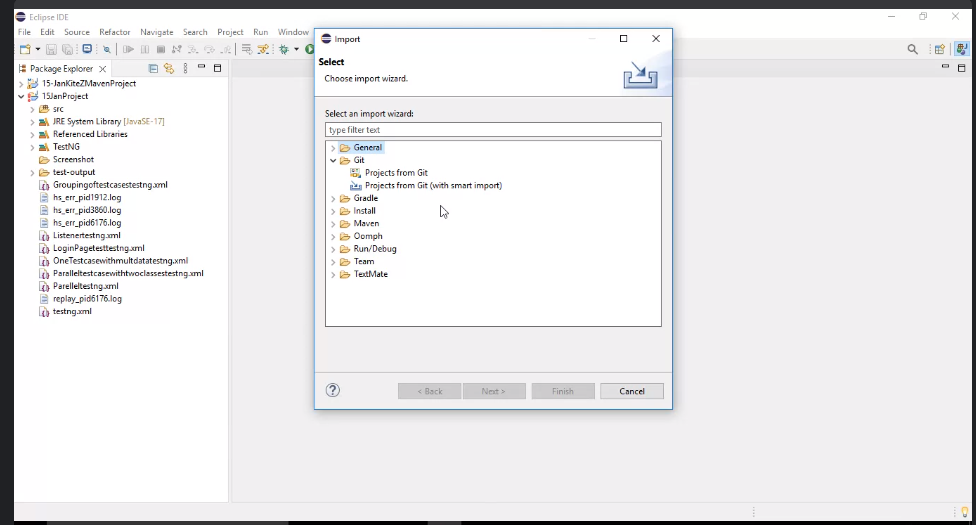 Eclipse IDE
File Edit Source Refactor Navigate Search Project Run Window
Package Explorer
15-JanKiteZMavenProject
15JanProject
src
JRE System Library [JavaSE-17]
Referenced Libraries
TestNG
Screenshot
test-output
Groupingoftestcasestestng.xml
hs_err_pid1912.log
hs_err_pid3860.log
hs_err_pid6176.log
Listenertestng.xml
LoginPagetesttestng.xml
OneTestcasewithmultdatatestng.xml
Paralleltestcasewithtwoclassestestng.xml
Parelleltestng.xml
replay_pid6176.log
testng.xml
Import
Select
Choose import wizard.
Select an import wizard:
type filter text
General
Git
Projects from Git
Projects from Git (with smart import)
Gradle
Install
Maven
Oomph
Run/Debug
Team
TextMate
< Back Next > Finish Cancel